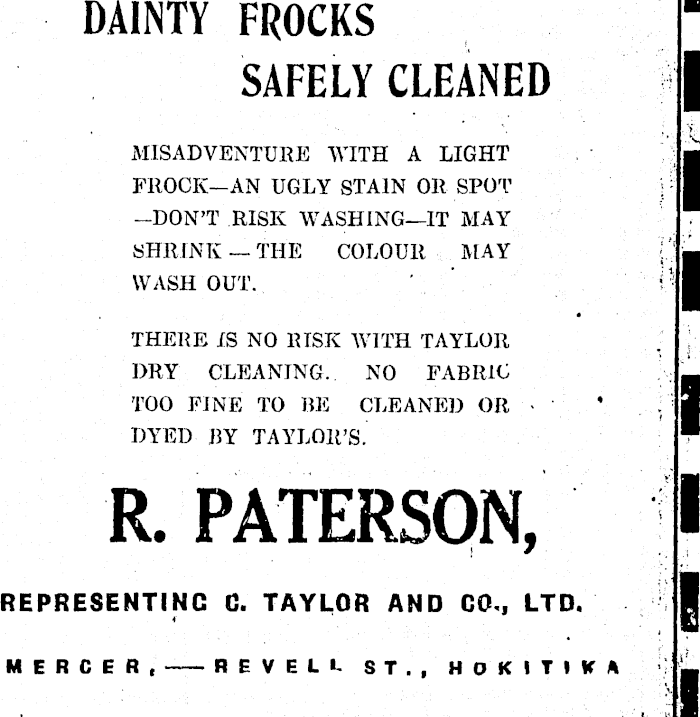 DAINTY FROCKS
SAFELY CLEANED
MISADVENTURE WITH A LIGHT
FROCK—AN UGLY STAIN OR SPOT
—DON'T RISK WASHING—IT MAY
SHRINK — THE COLOUR MAY
WASH OUT.
THERE IS NO RISK WITH TAYLOR
DRY CLEANING. NO FABRIC
TOO FINE TO BE CLEANED OR
DYED BY TAYLOR'S.
R. PATERSON,
REPRESENTING C. TAYLOR AND CO., LTD.
MERCER, — REVELL ST., HOKITIKA